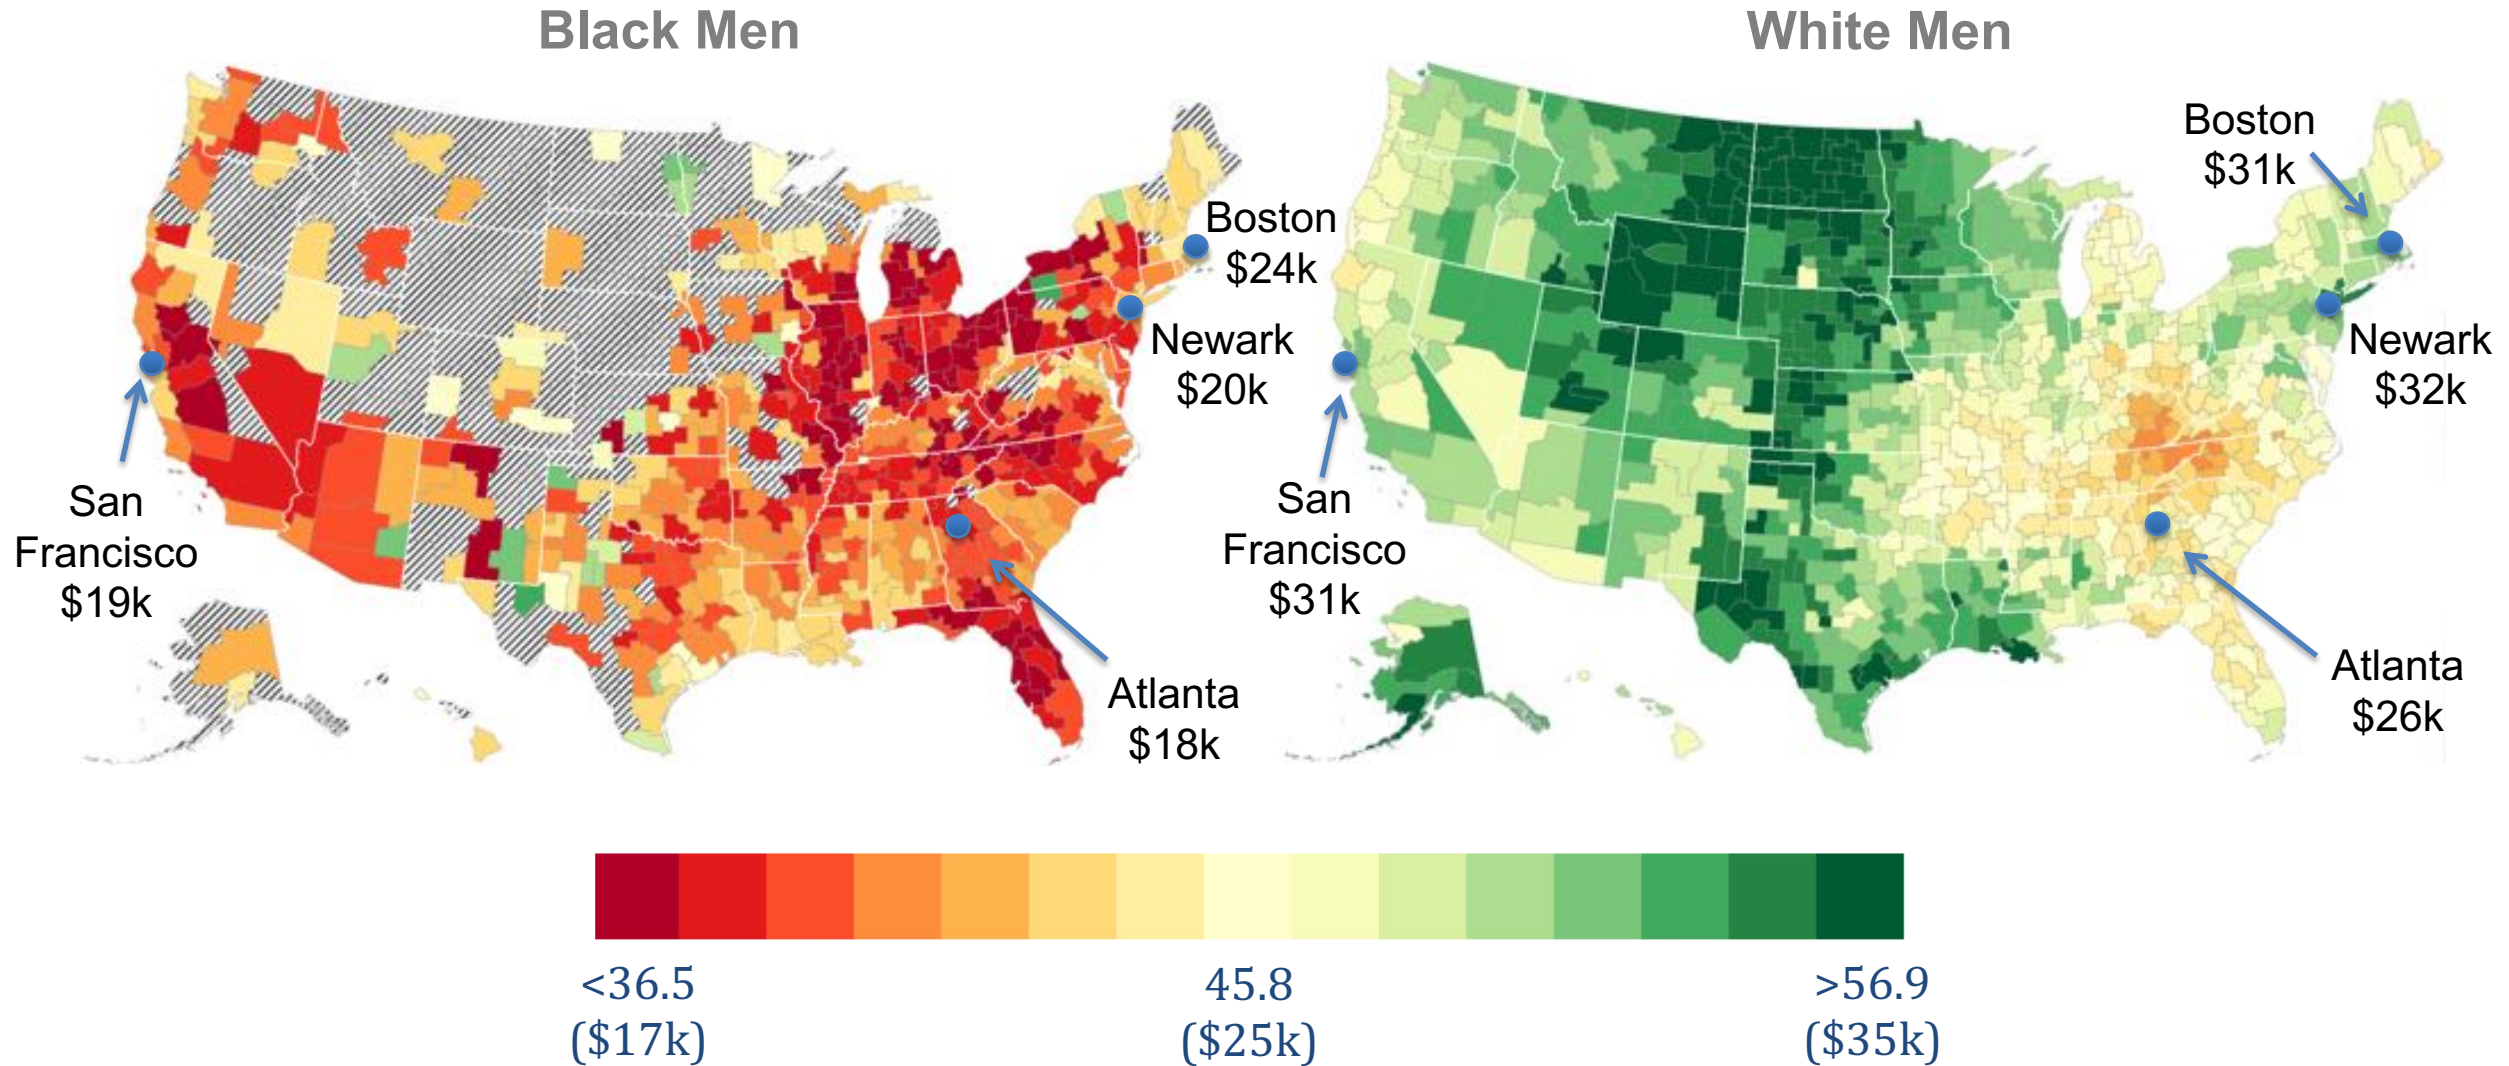 Black Men
White Men
Boston
$24k
Newark
$20k
San
Francisco
$19k
Atlanta
$18k
Boston
$31k
Newark
$32k
San
Francisco
$31k
Atlanta
$26k
<36.5
($17k)
45.8
($25k)
>56.9
($35k)